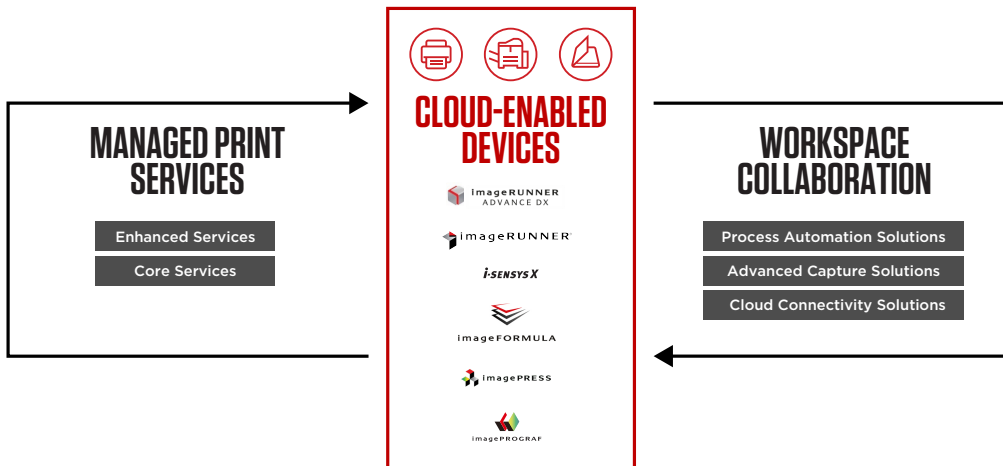 MANAGED PRINT
SERVICES
Enhanced Services
Core Services
CLOUD-ENABLED
DEVICES
imageRUNNER
ADVANCE DX
imageRUNNER
i-SENSYS X
imageFORMULA
imagePRESS
imagePROGRAF
WORKSPACE
COLLABORATION
Process Automation Solutions
Advanced Capture Solutions
Cloud Connectivity Solutions